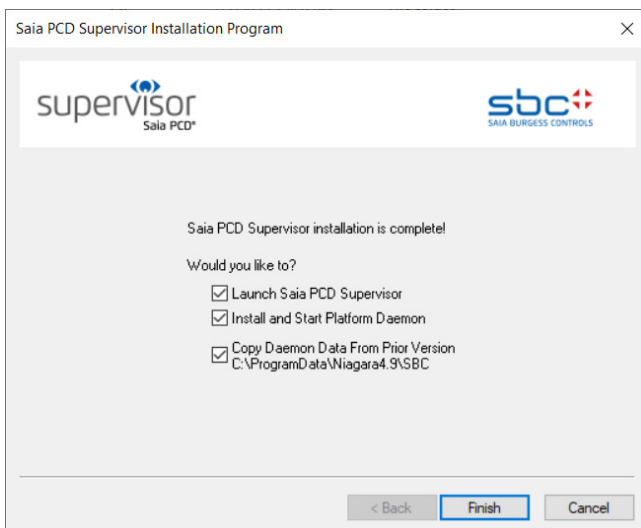 Saia PCD Supervisor Installation Program
supervisor
Saia PCD®
sbc
SAIA BURGESS CONTROLS
Saia PCD Supervisor installation is complete!
Would you like to?
Launch Saia PCD Supervisor
Install and Start Platform Daemon
Copy Daemon Data From Prior Version
C:\ProgramData\Niagara4.9\SBC
< Back
Finish
Cancel